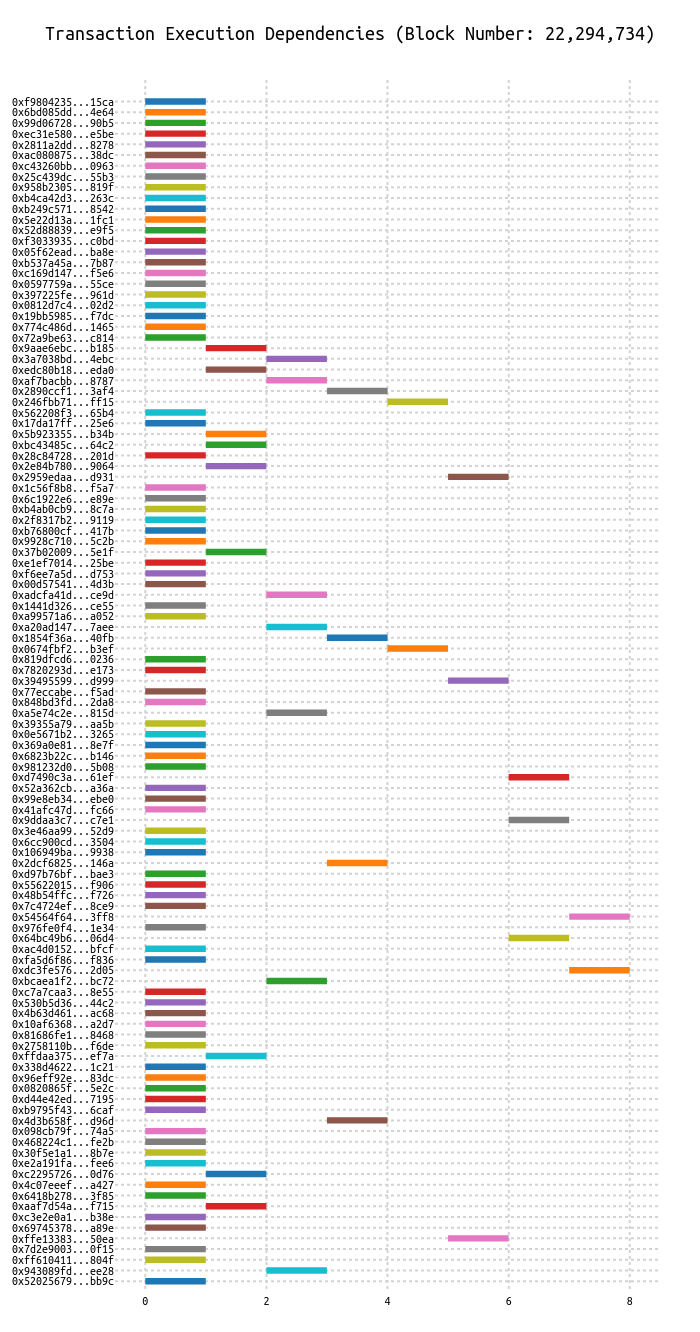 Transaction Execution Dependencies (Block Number: 22,294,734)
0xf9804235...15ca
0x6bd085dd...4e64
0x99d06728...90b5
0xec31e580...e5be
0x2811a2dd...8278
0xac080875...38dc
0xc43260bb...0963
0x25c439dc...55b3
0x958b2305...819f
0xb4ca42d3...263c
0xb249c571...8542
0x5e22d13a...1fc1
0x52d88839...e9f5
0xf3033935...c0bd
0x05f62ead...ba8e
0xb537a45a...7b87
0xc169d147...f5e6
0x0597759a...55ce
0x397225fe...961d
0x0812d7c4...02d2
0x19bb5985...f7dc
0x774c486d...1465
0x72a9be63...c814
0x9aae6ebc...b185
0x3a7038bd...4ebc
0xedc80b18...eda0
0xaf7bacbb...8787
0x2890ccf1...3af4
0x246fbb71...ff15
0x562208f3...65b4
0x17da17ff...25e6
0x5b923355...b34b
0xbc43485c...64c2
0x28c84728...201d
0x2e84b780...9064
0x2959edaa...d931
0x1c56f8b8...f5a7
0x6c1922e6...e89e
0xb4ab0cb9...8c7a
0x2f8317b2...9119
0xb76800cf...417b
0x9928c710...5c2b
0x37b02009...5e1f
0xe1ef7014...25be
0xf6ee7a5d...d753
0x00d57541...4d3b
0xadcfa41d...ce9d
0x1441d326...ce55
0xa99571a6...a052
0xa20ad147...7aee
0x1854f36a...40fb
0x0674fbf2...b3ef
0x819dfcd6...0236
0x7820293d...e173
0x39495599...d999
0x77eccabe...f5ad
0x848bd3fd...2da8
0xa5e74c2e...815d
0x39355a79...aa5b
0x0e5671b2...3265
0x369a0e81...8e7f
0x6823b22c...b146
0x981232d0...5b08
0xd7490c3a...61ef
0x52a362cb...a36a
0x99e8eb34...ebe0
0x41afc47d...fc66
0x9ddaa3c7...c7e1
0x3e46aa99...52d9
0x6cc900cd...3504
0x106949ba...9938
0x2dcf6825...146a
0xd97b76bf...bae3
0x55622015...f906
0x48b54ffc...f726
0x7c4724ef...8ce9
0x54564f64...3ff8
0x976fe0f4...1e34
0x64bc49b6...06d4
0xac4d0152...bfcf
0xfa5d6f86...f836
0xdc3fe576...2d05
0xbcaea1f2...bc72
0xc7a7caa3...8e55
0x530b5d36...44c2
0x4b63d461...ac68
0x10af6368...a2d7
0x81686fe1...8468
0x2758110b...f6de
0xffdaa375...ef7a
0x338d4622...1c21
0x96eff92e...83dc
0x0820865f...5e2c
0xd44e42ed...7195
0xb9795f43...6caf
0x4d3b658f...d96d
0x098cb79f...74a5
0x468224c1...fe2b
0x30f5e1a1...8b7e
0xe2a191fa...fee6
0xc2295726...0d76
0x4c07eeef...a427
0x6418b278...3f85
0xaaf7d54a...f715
0xc3e2e0a1...b38e
0x69745378...a89e
0xffe13383...50ea
0x7d2e9003...0f15
0xff610411...804f
0x943089fd...ee28
0x52025679...bb9c
0 2 4 6 8